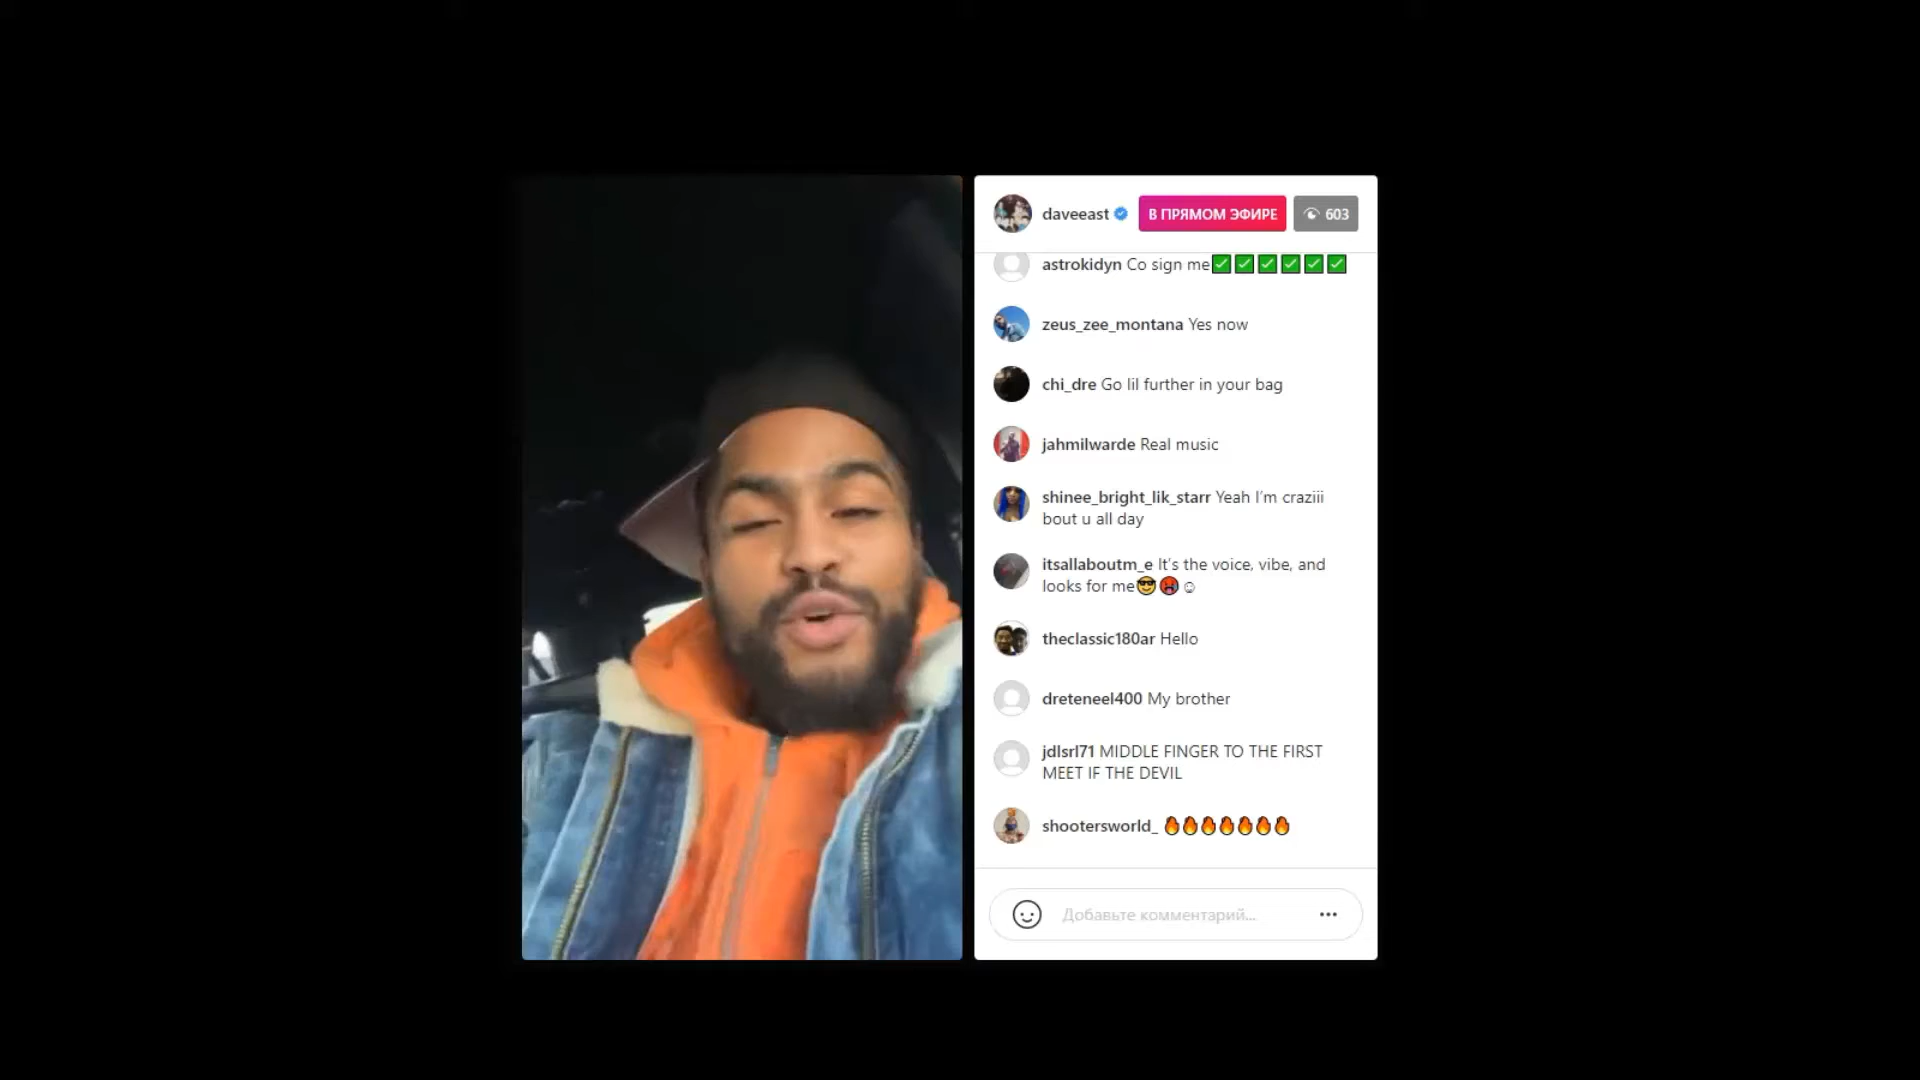 daveeast
В ПРЯМОМ ЭФИРЕ
603
astrokidyn Co sign me✅✅✅✅✅✅
zeus_zee_montana Yes now
chi_dre Go lil further in your bag
jahmilwarde Real music
shinee_bright_lik_starr Yeah I'm craziii
bout u all day
itsallaboutm_e It's the voice, vibe, and
looks for me😎🥵☺
theclassic180ar Hello
dreteneel400 My brother
jdlsrl71 MIDDLE FINGER TO THE FIRST
MEET IF THE DEVIL
shootersworld_ 🔥🔥🔥🔥🔥🔥🔥
Добавьте комментарий...